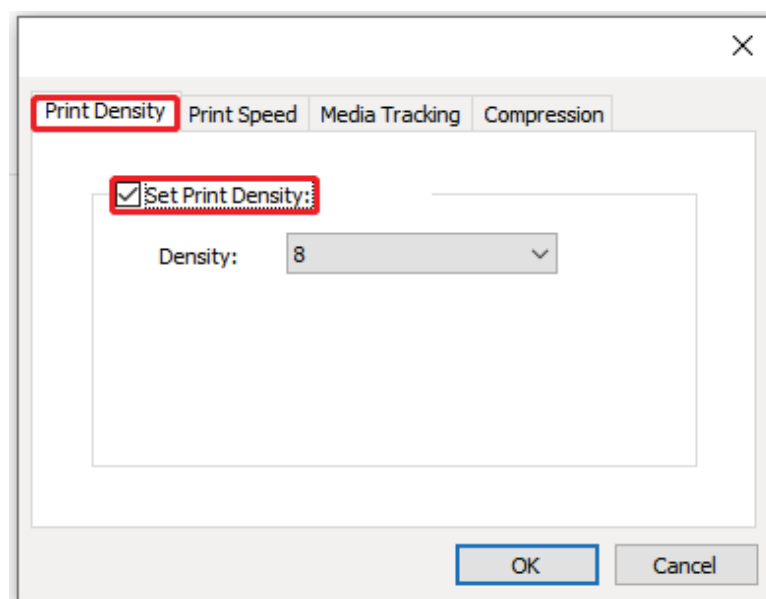 Print Density Print Speed Media Tracking Compression
Set Print Density:
Density: 8
OK Cancel